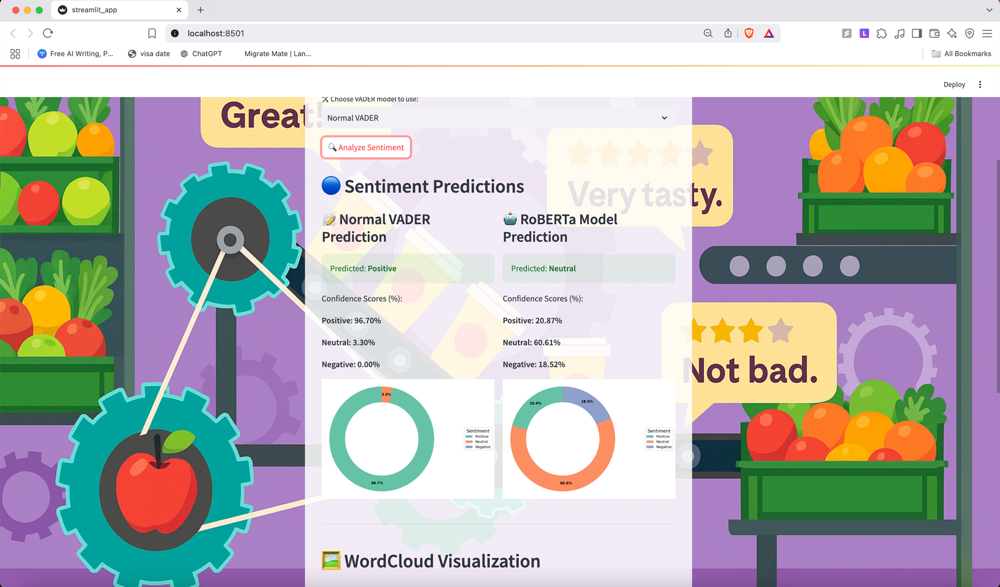 streamlit_app
localhost:8501
Free AI Writing, P...
visa date
ChatGPT
Migrate Mate | Lan...
All Bookmarks
Deploy
Great!
Choose VADER model to use:
Normal VADER
Analyze Sentiment
Very tasty.
Sentiment Predictions
Normal VADER
Prediction
Predicted: Positive
Confidence Scores (%):
Positive: 96.70%
Neutral: 3.30%
Negative: 0.00%
3.3%
96.7%
Sentiment
Positive
Neutral
Negative
RoBERTa Model
Prediction
Predicted: Neutral
Confidence Scores (%):
Positive: 20.87%
Neutral: 60.61%
Negative: 18.52%
20.9%
18.5%
60.6%
Sentiment
Positive
Neutral
Negative
Not bad.
WordCloud Visualization